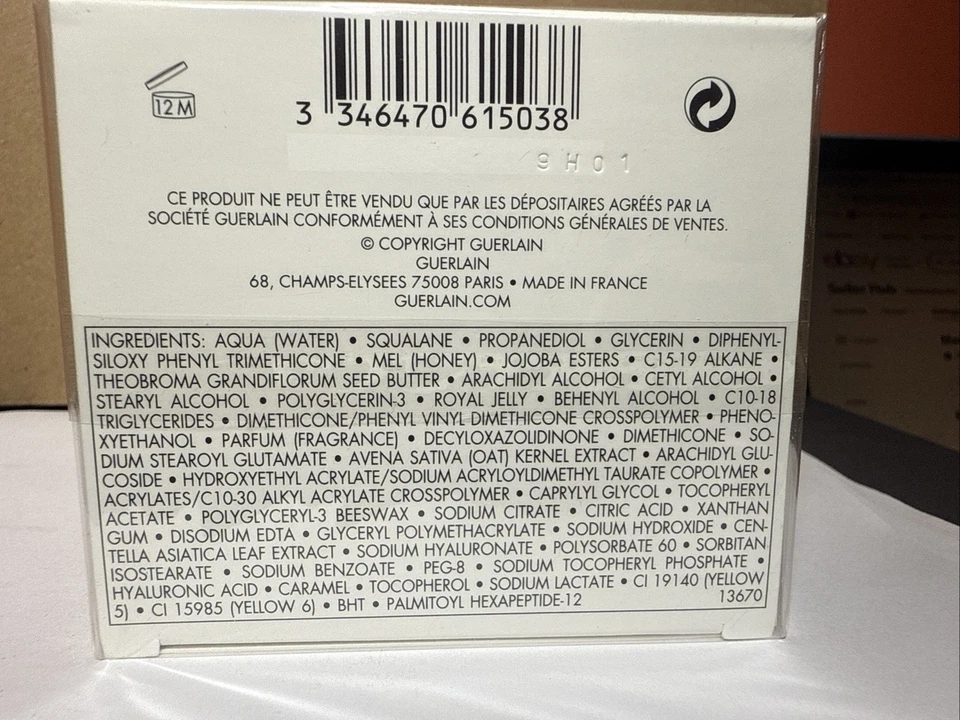 12 M
3 346470 615038
9H01
CE PRODUIT NE PEUT ÊTRE VENDU QUE PAR LES DÉPOSITAIRES AGRÉÉS PAR LA
SOCIÉTÉ GUERLAIN CONFORMÉMENT À SES CONDITIONS GÉNÉRALES DE VENTES.
© COPYRIGHT GUERLAIN
GUERLAIN
68, CHAMPS-ELYSEES 75008 PARIS • MADE IN FRANCE
GUERLAIN.COM
INGREDIENTS: AQUA (WATER) • SQUALANE • PROPANEDIOL • GLYCERIN • DIPHENYL-
SILOXY PHENYL TRIMETHICONE • MEL (HONEY) • JOJOBA ESTERS • C15-19 ALKANE •
THEOBROMA GRANDIFLORUM SEED BUTTER • ARACHIDYL ALCOHOL • CETYL ALCOHOL •
STEARYL ALCOHOL • POLYGLYCERIN-3 • ROYAL JELLY • BEHENYL ALCOHOL • C10-18
TRIGLYCERIDES • DIMETHICONE/PHENYL VINYL DIMETHICONE CROSSPOLYMER • PHENO-
XYETHANOL • PARFUM (FRAGRANCE) • DECYLOXAZOLIDINONE • DIMETHICONE • SO-
DIUM STEAROYL GLUTAMATE • AVENA SATIVA (OAT) KERNEL EXTRACT • ARACHIDYL GLU-
COSIDE • HYDROXYETHYL ACRYLATE/SODIUM ACRYLOYLDIMETHYL TAURATE COPOLYMER •
ACRYLATES/C10-30 ALKYL ACRYLATE CROSSPOLYMER • CAPRYLYL GLYCOL • TOCOPHERYL
ACETATE • POLYGLYCERYL-3 BEESWAX • SODIUM CITRATE • CITRIC ACID • XANTHAN
GUM • DISODIUM EDTA • GLYCERYL POLYMETHACRYLATE • SODIUM HYDROXIDE • CEN-
TELLA ASIATICA LEAF EXTRACT • SODIUM HYALURONATE • POLYSORBATE 60 • SORBITAN
ISOSTEARATE • SODIUM BENZOATE • PEG-8 • SODIUM TOCOPHERYL PHOSPHATE •
HYALURONIC ACID • CARAMEL • TOCOPHEROL • SODIUM LACTATE • CI 19140 (YELLOW
5) • CI 15985 (YELLOW 6) • BHT • PALMITOYL HEXAPEPTIDE-12 13670
ebay
Seller Hub